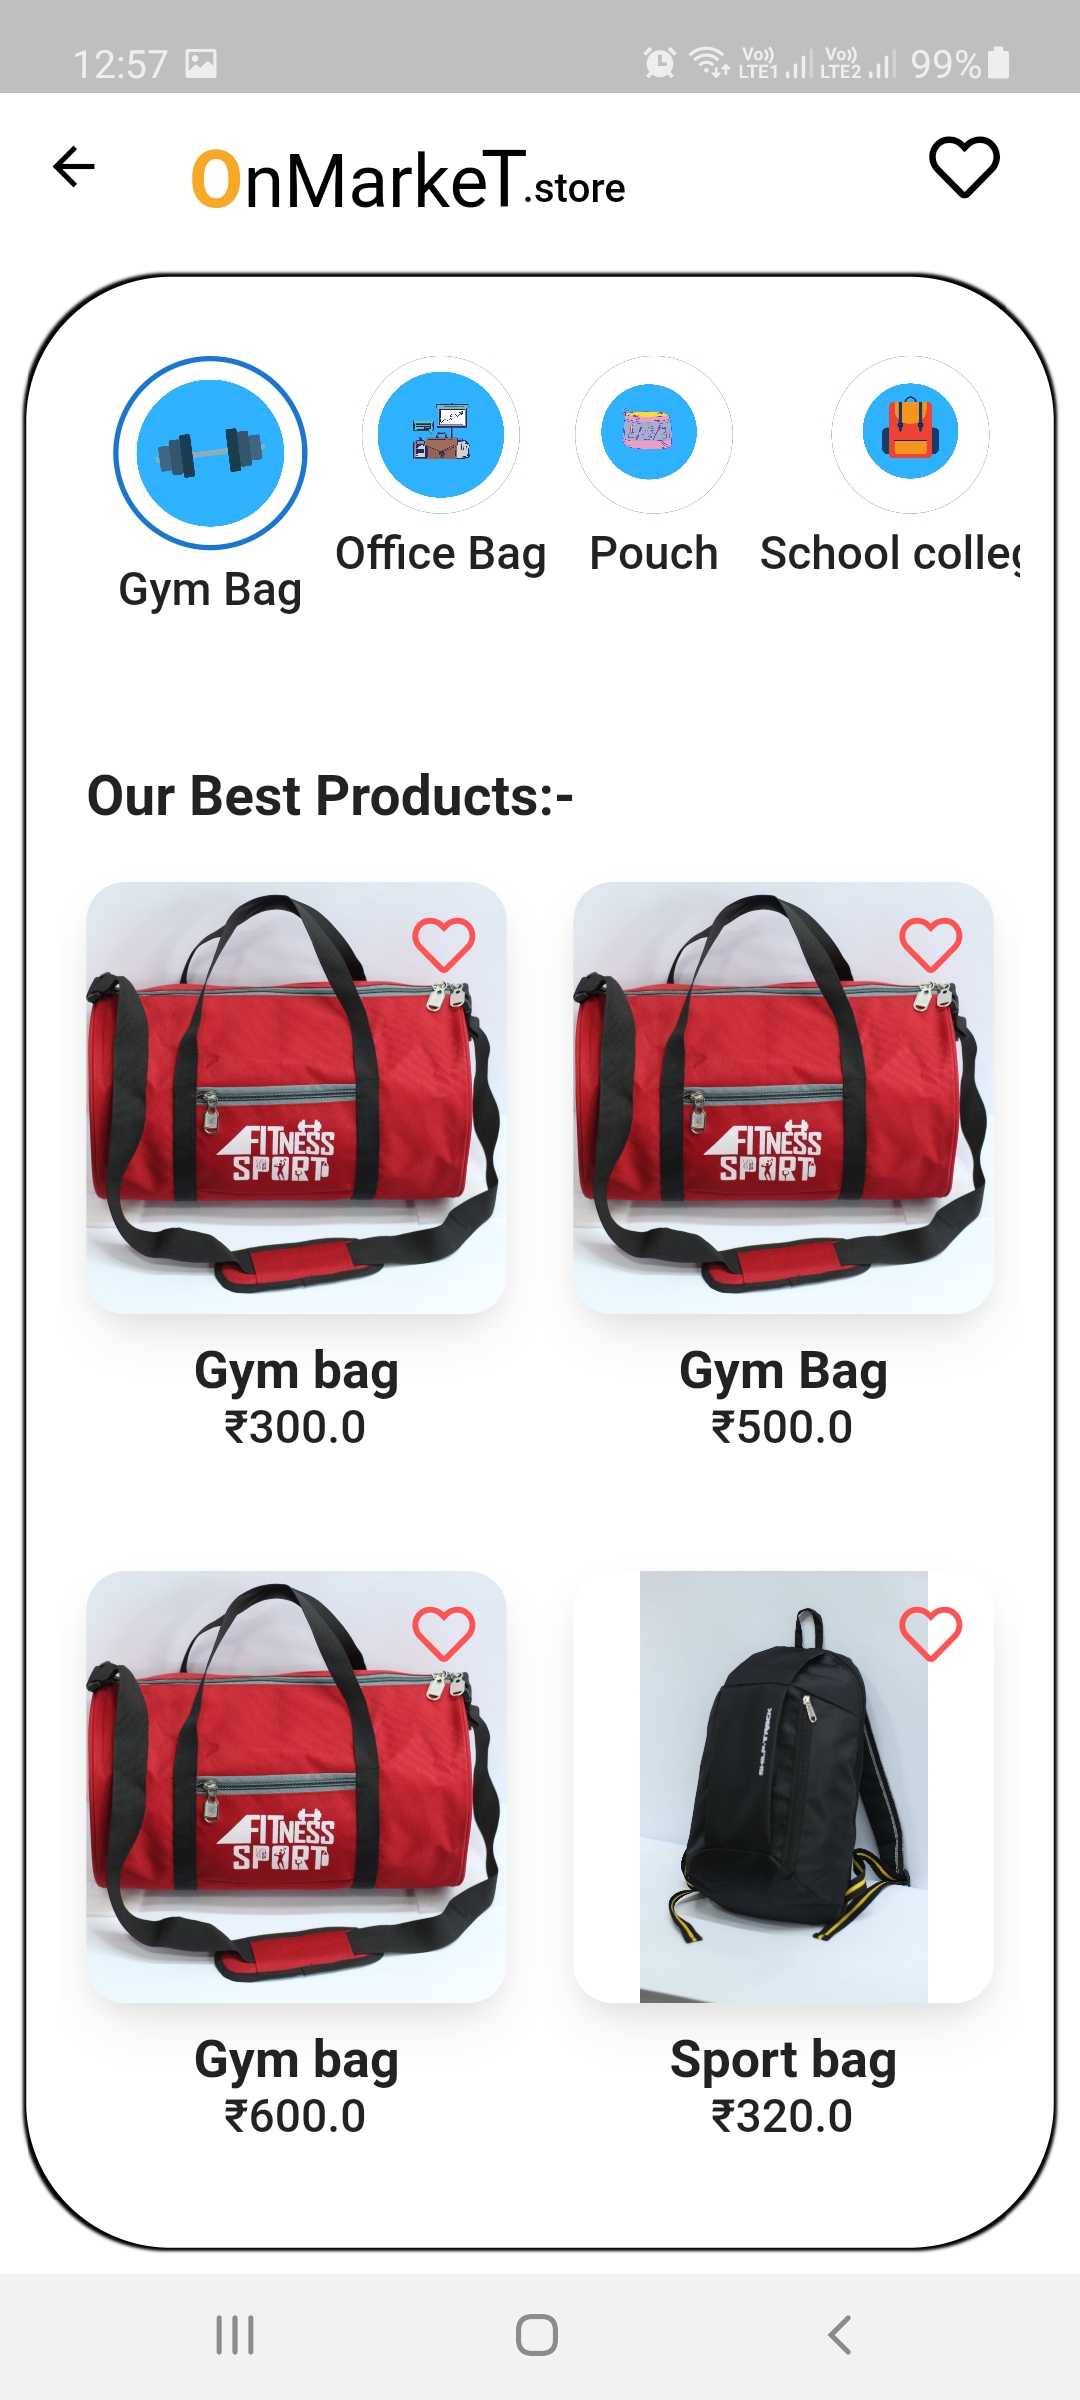 12:57 Vo)) LTE1 Vo)) LTE2 99%
OnMarkeT.store
Gym Bag
Office Bag
Pouch
School colleg
Our Best Products:-
FITNESS
SPORT
FITNESS
SPORT
Gym bag
₹300.0
Gym Bag
₹500.0
FITNESS
SPORT
SHILP-TRACK
Gym bag
₹600.0
Sport bag
₹320.0